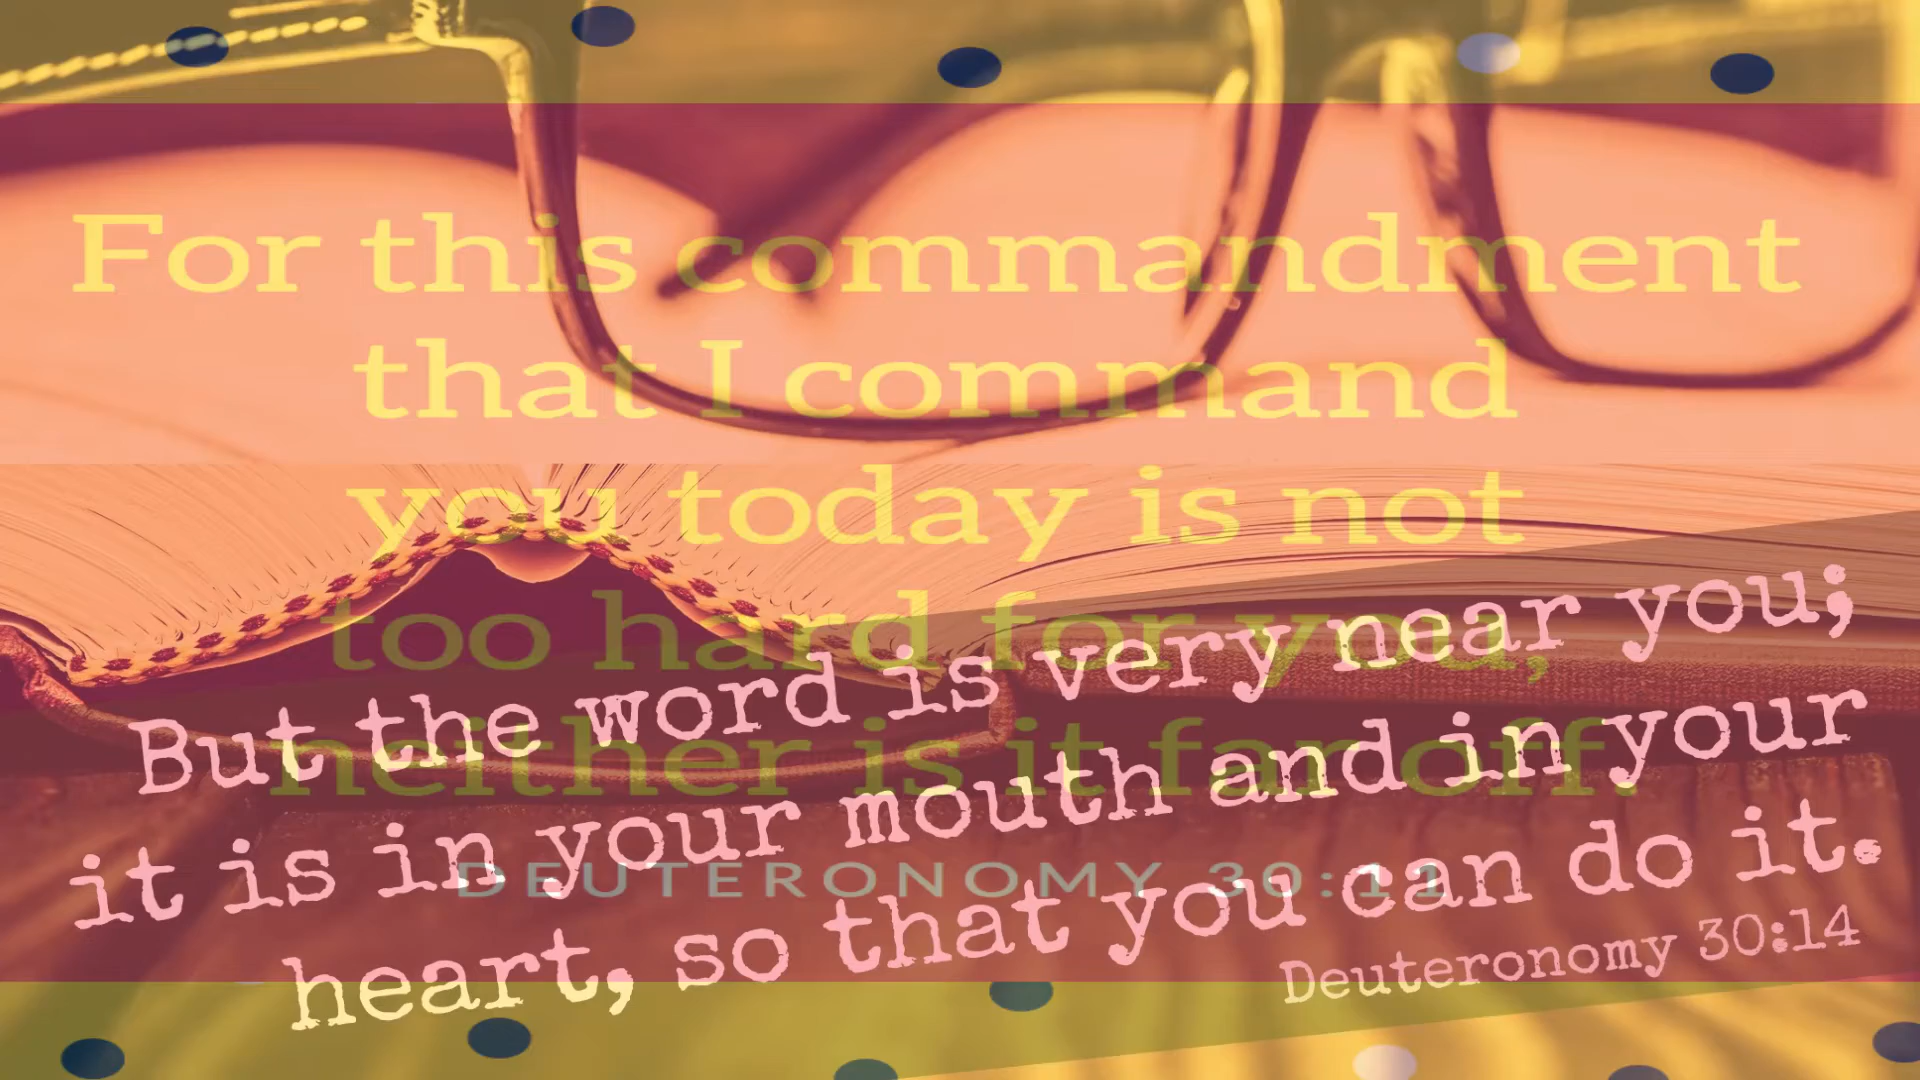 For this commandment
that I command
you today is not
too hard for you,
neither is it far off.
DEUTERONOMY 30:11
But the word is very near you;
it is in your mouth and in your
heart, so that you can do it.
Deuteronomy 30:14